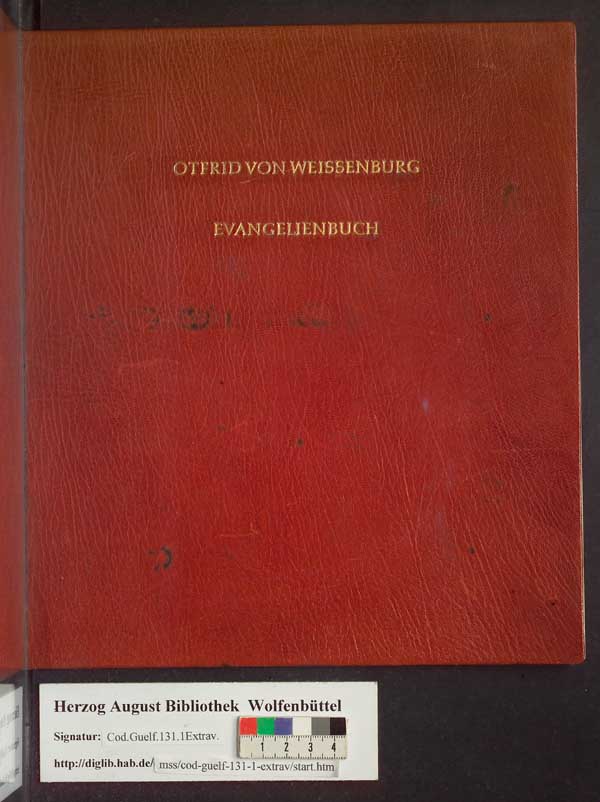 OTFRID VON WEISSENBURG
EVANGELIENBUCH
Herzog August Bibliothek Wolfenbüttel
Signatur: Cod.Guelf.131.1Extrav.
1 2 3 4
http://diglib.hab.de/ mss/cod-guelf-131-1-extrav/start.htm